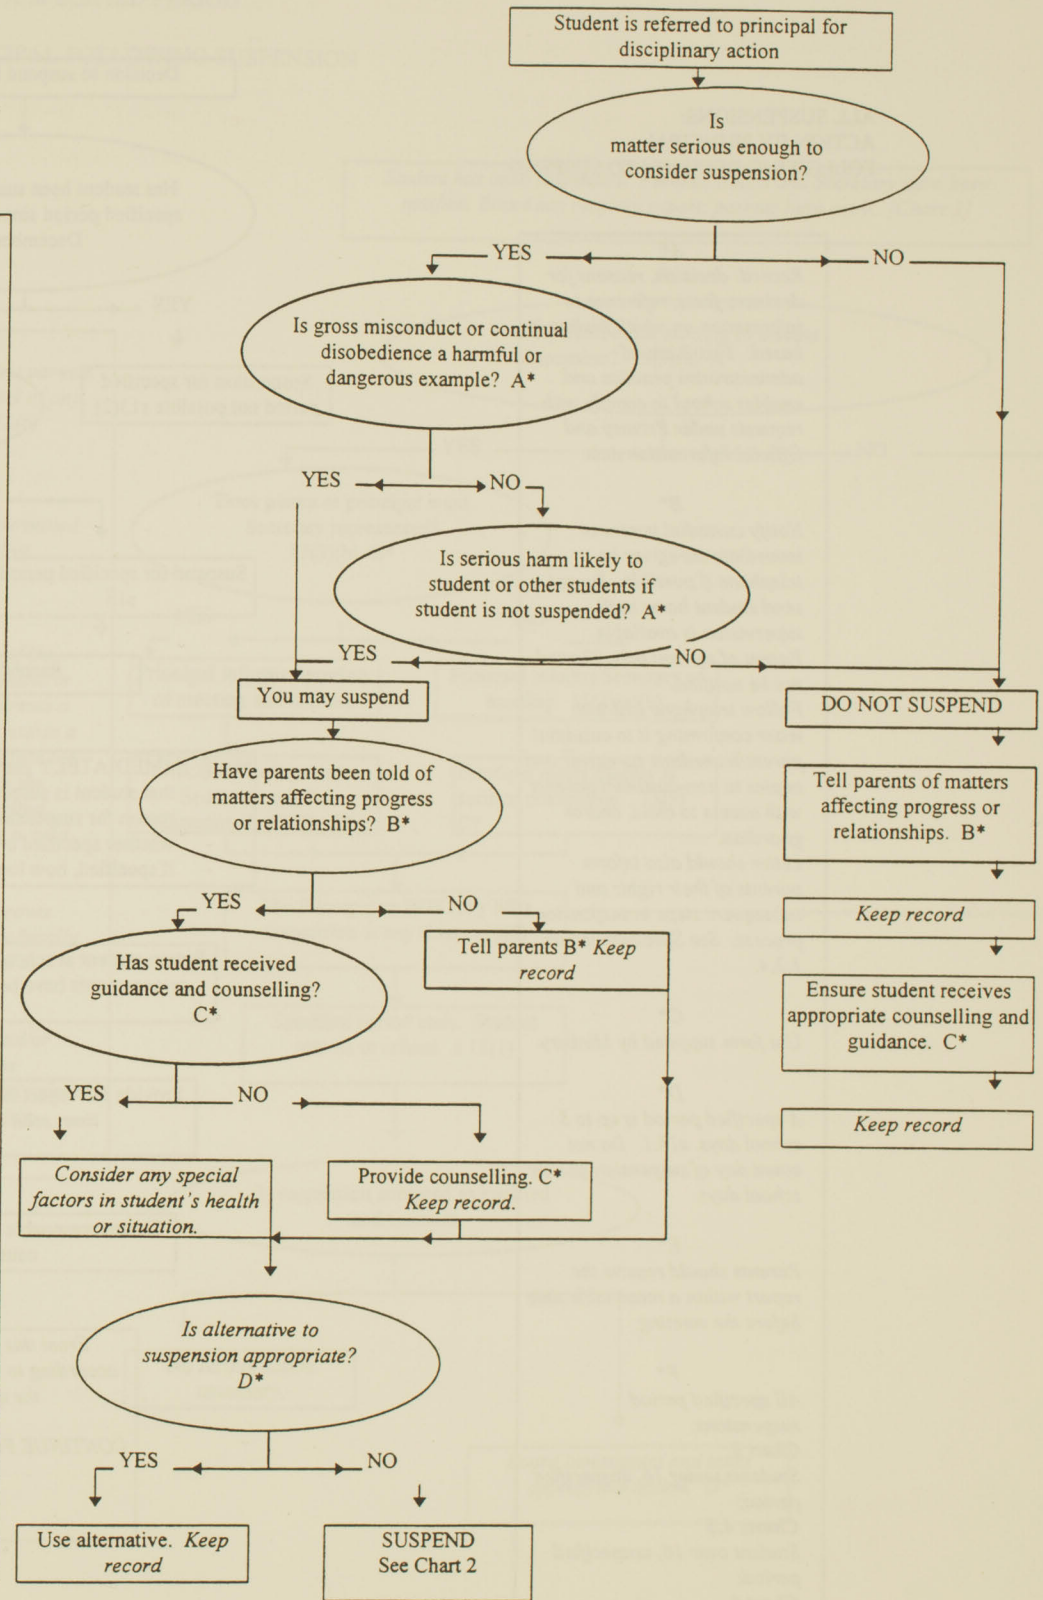 Student is referred to principal for
disciplinary action
Is
matter serious enough to
consider suspension?
YES
NO
Is gross misconduct or continual
disobedience a harmful or
dangerous example? A*
YES
NO
Is serious harm likely to
student or other students if
student is not suspended? A*
YES
NO
You may suspend
DO NOT SUSPEND
Have parents been told of
matters affecting progress
or relationships? B*
Tell parents of matters
affecting progress or
relationships. B*
YES
NO
Keep record
Has student received
guidance and counselling?
C*
Tell parents B* Keep
record
Ensure student receives
appropriate counselling and
guidance. C*
YES
NO
Keep record
Consider any special
factors in student's health
or situation.
Provide counselling. C*
Keep record.
Is alternative to
suspension appropriate?
D*
YES
NO
Use alternative. Keep
record
SUSPEND
See Chart 2